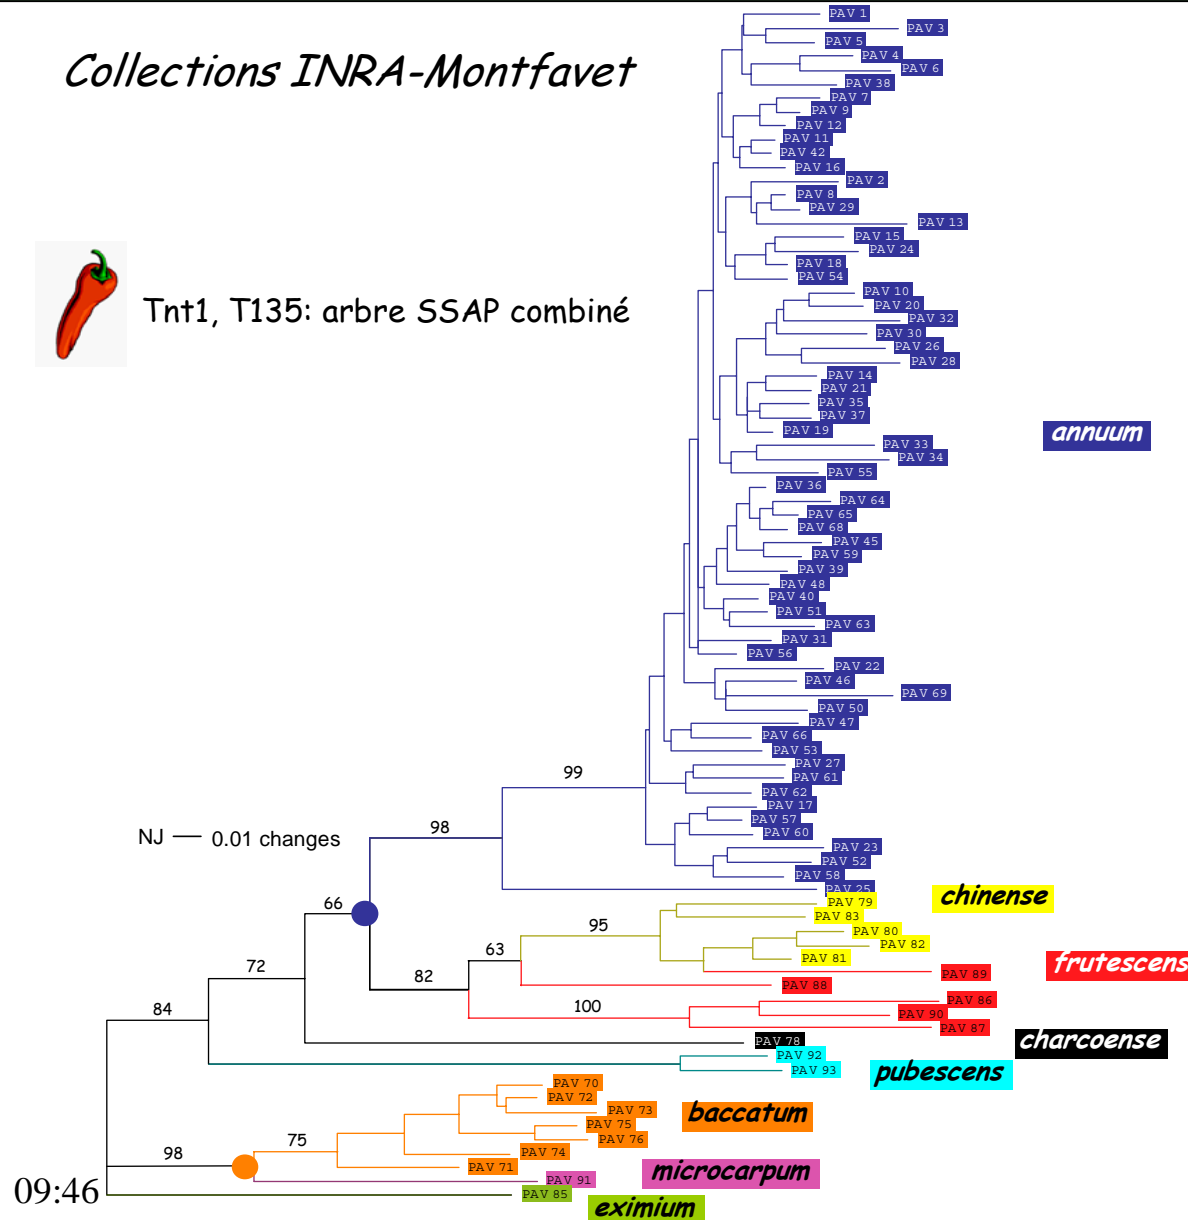 PAV 1
PAV 3
PAV 5
Collections INRA-Montfavet
PAV 4
PAV 6
PAV 38
PAV 7
PAV 9
PAV 12
PAV 11
PAV 42
PAV 16
PAV 2
PAV 8
PAV 29
PAV 13
PAV 15
PAV 24
PAV 18
PAV 54
PAV 10
PAV 20
Tnt1, T135: arbre SSAP combiné
PAV 32
PAV 30
PAV 26
PAV 28
PAV 14
PAV 21
PAV 35
PAV 37
PAV 19
annuum
PAV 33
PAV 34
PAV 55
PAV 36
PAV 64
PAV 65
PAV 68
PAV 45
PAV 59
PAV 39
PAV 48
PAV 40
PAV 51
PAV 63
PAV 31
PAV 56
PAV 22
PAV 46
PAV 69
PAV 50
PAV 47
PAV 66
PAV 53
PAV 27
99
PAV 61
PAV 62
PAV 17
PAV 57
98
PAV 60
NJ 0.01 changes
PAV 23
PAV 52
PAV 58
PAV 25
chinense
PAV 79
66
PAV 83
95
PAV 80
PAV 82
63
PAV 81
frutescens
72
82
PAV 89
PAV 88
PAV 86
100
84
PAV 90
PAV 87
charcoense
PAV 78
PAV 92
PAV 93
pubescens
PAV 70
PAV 72
PAV 73
baccatum
PAV 75
75
PAV 76
98
PAV 74
PAV 71
microcarpum
PAV 91
09:46
PAV 85
eximium